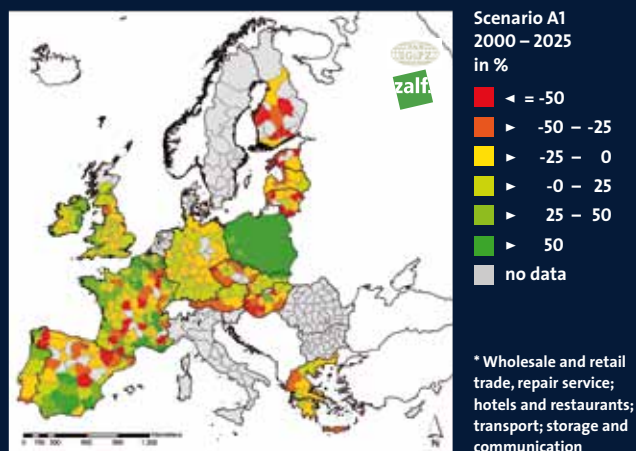 zalf.
Scenario A1
2000 – 2025
in %
◄ = -50
► -50 – -25
► -25 – 0
► -0 – 25
► 25 – 50
► 50
no data
* Wholesale and retail
trade, repair service;
hotels and restaurants;
transport; storage and
communication
N